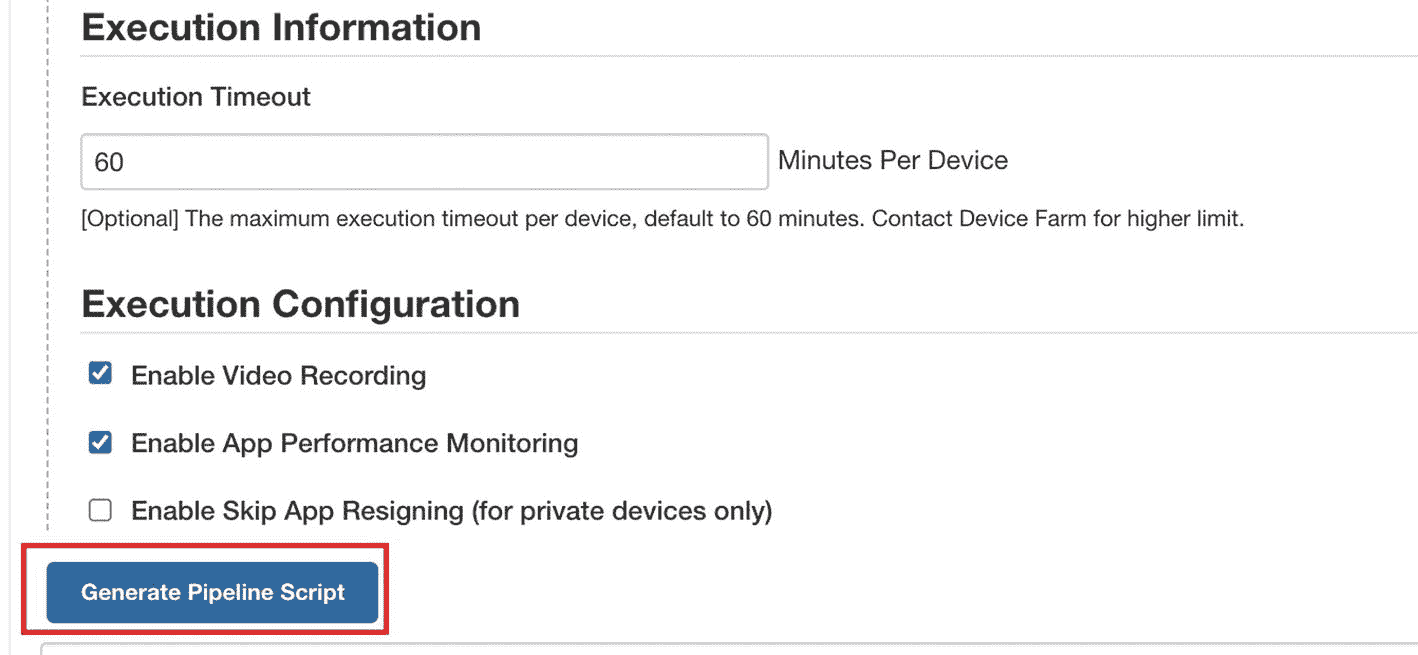 Execution Information
Execution Timeout
60
Minutes Per Device
[Optional] The maximum execution timeout per device, default to 60 minutes. Contact Device Farm for higher limit.
Execution Configuration
Enable Video Recording
Enable App Performance Monitoring
Enable Skip App Resigning (for private devices only)
Generate Pipeline Script